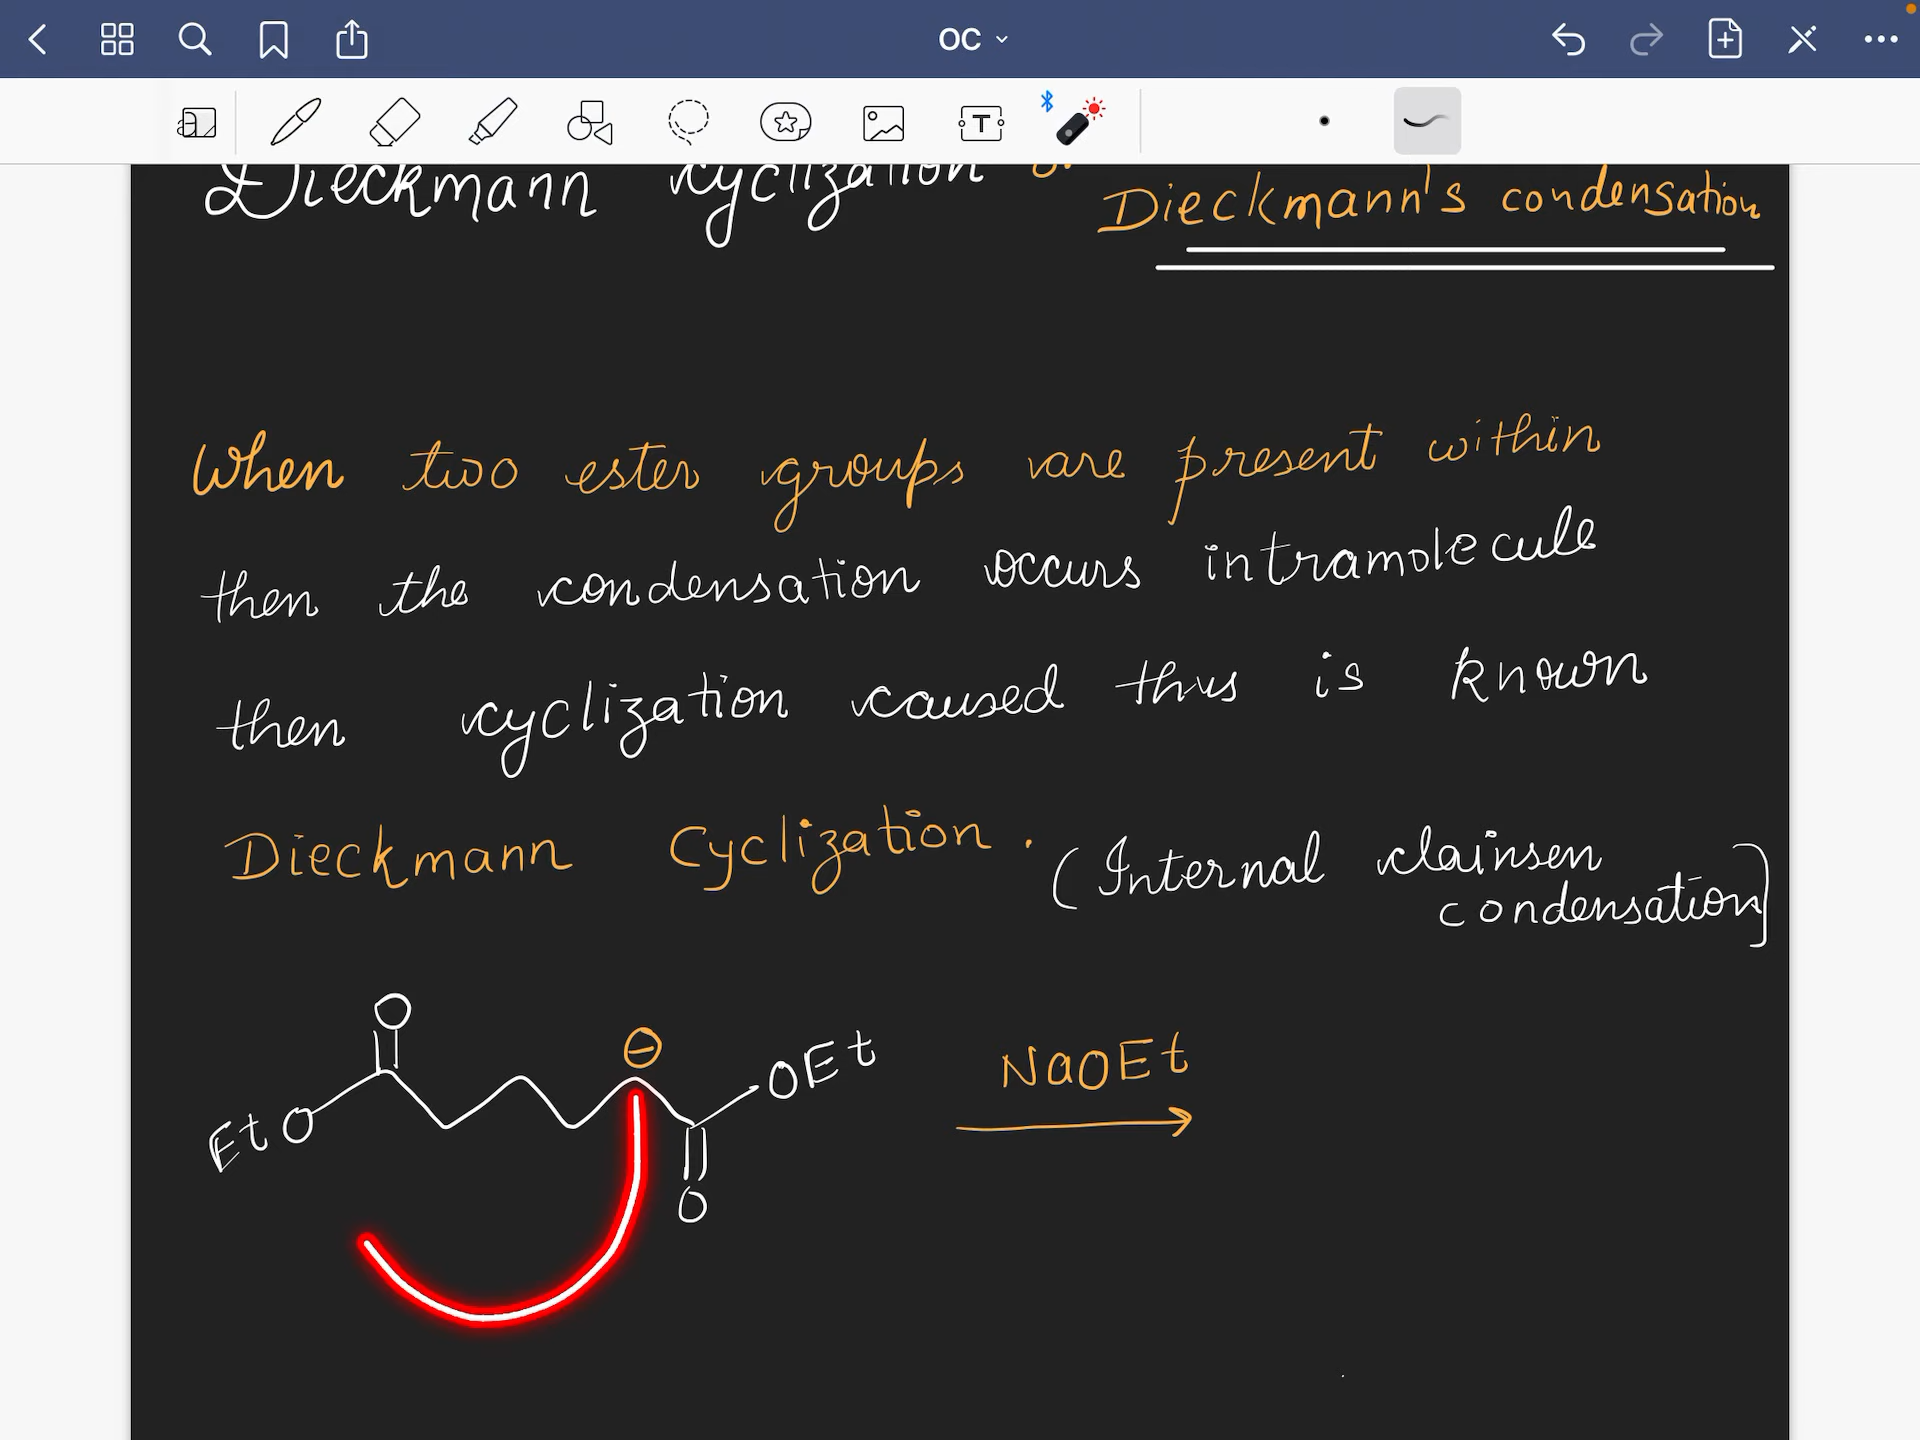 OC
T
Dieckmann cyclization or
Dieckmann's condensation
When two ester groups are present within
then the condensation occurs intramolecule
then cyclization caused thus is known
Dieckmann Cyclization. (Internal clainsen
condensation)
O
Θ
OEt
NaOEt
EtO
O